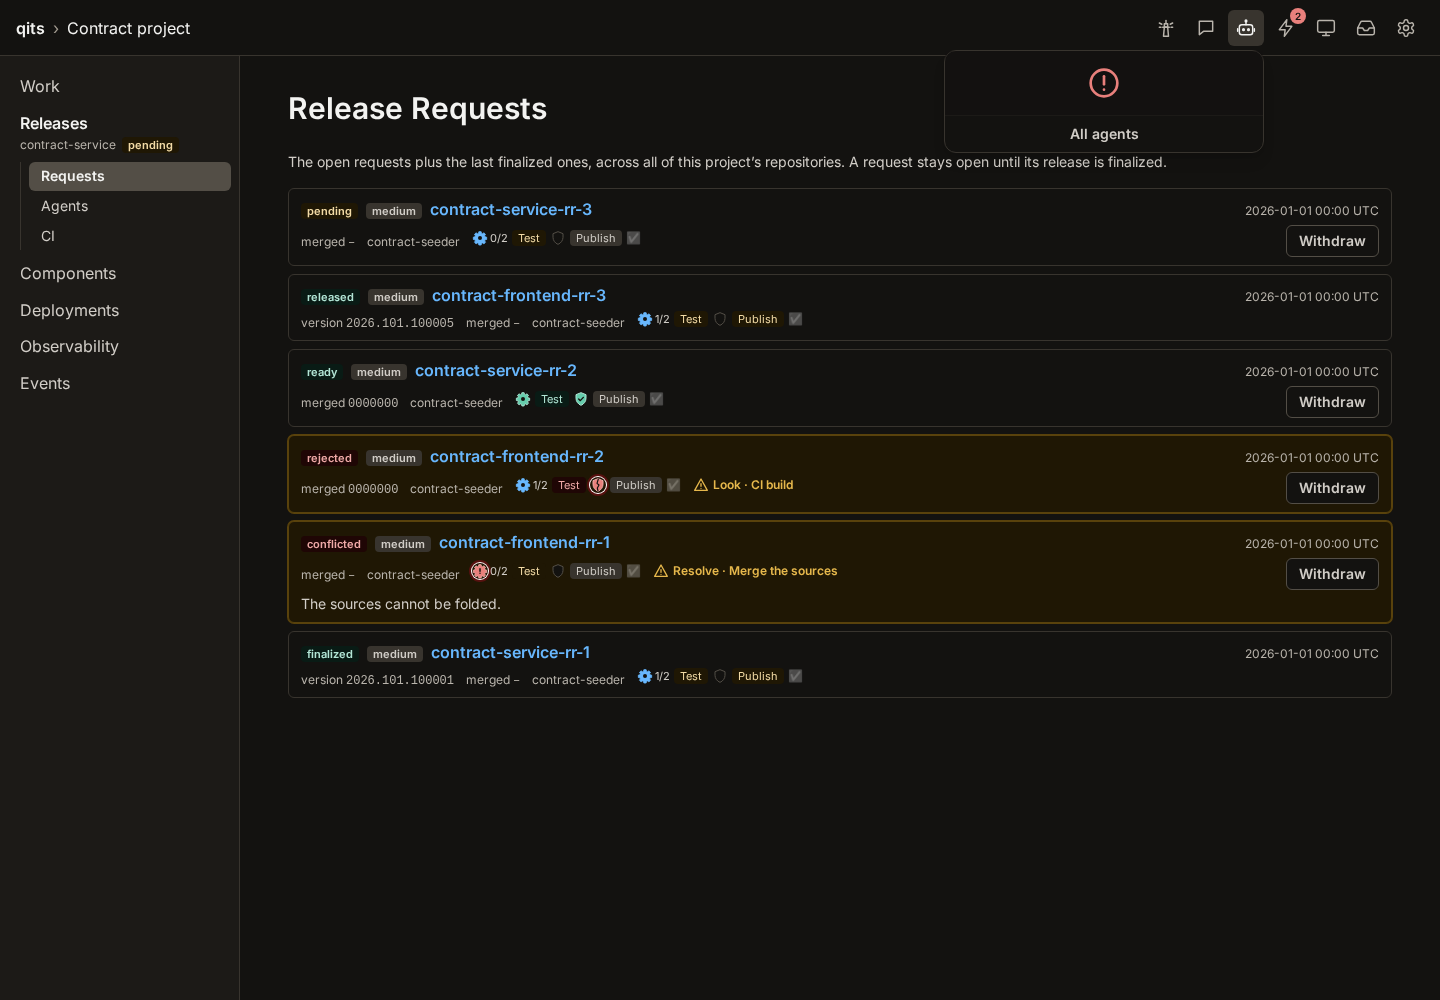 qits › Contract project
2
All agents
Work
Releases
contract-service pending
Requests
Agents
CI
Components
Deployments
Observability
Events
Release Requests
The open requests plus the last finalized ones, across all of this project’s repositories. A request stays open until its release is finalized.
pending medium contract-service-rr-3 2026-01-01 00:00 UTC
merged – contract-seeder 0/2 Test Publish Withdraw
released medium contract-frontend-rr-3 2026-01-01 00:00 UTC
version 2026.101.100005 merged – contract-seeder 1/2 Test Publish
ready medium contract-service-rr-2 2026-01-01 00:00 UTC
merged 0000000 contract-seeder Test Publish Withdraw
rejected medium contract-frontend-rr-2 2026-01-01 00:00 UTC
merged 0000000 contract-seeder 1/2 Test Publish Look · CI build Withdraw
conflicted medium contract-frontend-rr-1 2026-01-01 00:00 UTC
merged – contract-seeder 0/2 Test Publish Resolve · Merge the sources Withdraw
The sources cannot be folded.
finalized medium contract-service-rr-1 2026-01-01 00:00 UTC
version 2026.101.100001 merged – contract-seeder 1/2 Test Publish